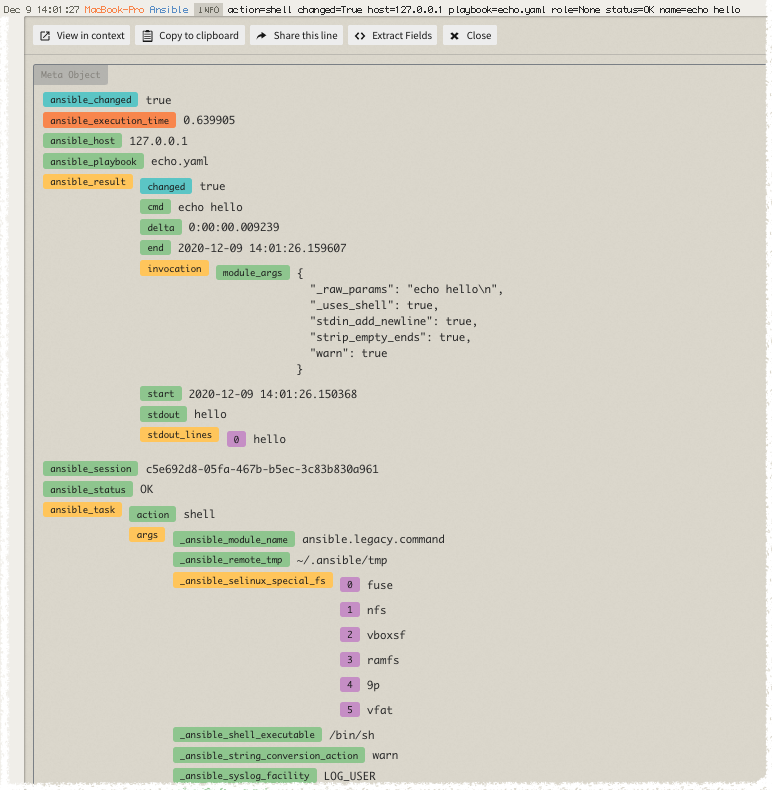 Dec 9 14:01:27 MacBook-Pro Ansible INFO action=shell changed=True host=127.0.0.1 playbook=echo.yaml role=None status=OK name=echo hello
View in context Copy to clipboard Share this line Extract Fields Close
Meta Object
ansible_changed true
ansible_execution_time 0.639905
ansible_host 127.0.0.1
ansible_playbook echo.yaml
ansible_result changed true
cmd echo hello
delta 0:00:00.009239
end 2020-12-09 14:01:26.159607
invocation module_args {
"_raw_params": "echo hello\n",
"_uses_shell": true,
"stdin_add_newline": true,
"strip_empty_ends": true,
"warn": true
}
start 2020-12-09 14:01:26.150368
stdout hello
stdout_lines 0 hello
ansible_session c5e692d8-05fa-467b-b5ec-3c83b830a961
ansible_status OK
ansible_task action shell
args _ansible_module_name ansible.legacy.command
_ansible_remote_tmp ~/.ansible/tmp
_ansible_selinux_special_fs 0 fuse
1 nfs
2 vboxsf
3 ramfs
4 9p
5 vfat
_ansible_shell_executable /bin/sh
_ansible_string_conversion_action warn
_ansible_syslog_facility LOG_USER